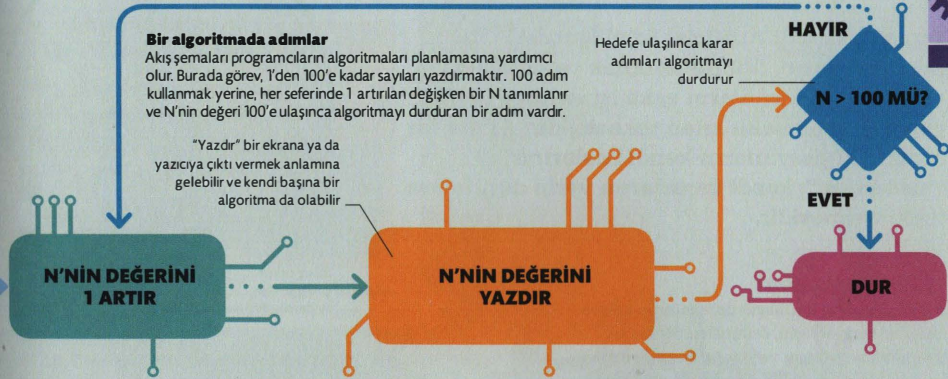 Bir algoritmada adımlar
Akış şemaları programcıların algoritmaları planlamasına yardımcı
olur. Burada görev, 1'den 100'e kadar sayıları yazdırmaktır. 100 adım
kullanmak yerine, her seferinde 1 artırılan değişken bir N tanımlanır
ve N'nin değeri 100'e ulaşınca algoritmayı durduran bir adım vardır.
"Yazdır" bir ekrana ya da
yazıcıya çıktı vermek anlamına
gelebilir ve kendi başına bir
algoritma da olabilir
Hedefe ulaşılınca karar
adımları algoritmayı
durdurur
HAYIR
N > 100 MÜ?
EVET
N'NİN DEĞERİNİ
1 ARTIR
N'NİN DEĞERİNİ
YAZDIR
DUR